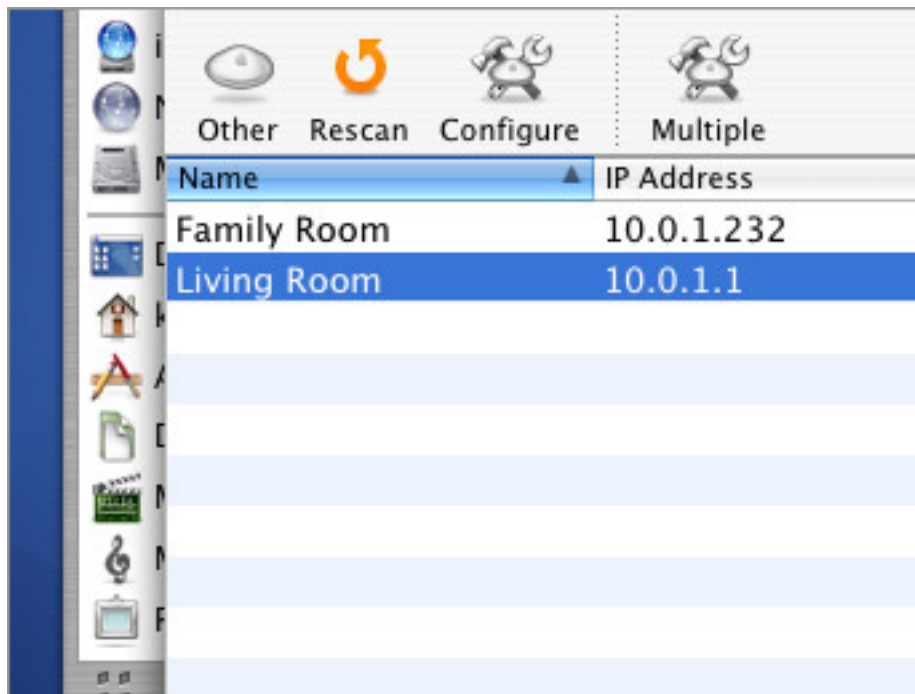 Other Rescan Configure Multiple
Name IP Address
Family Room 10.0.1.232
Living Room 10.0.1.1